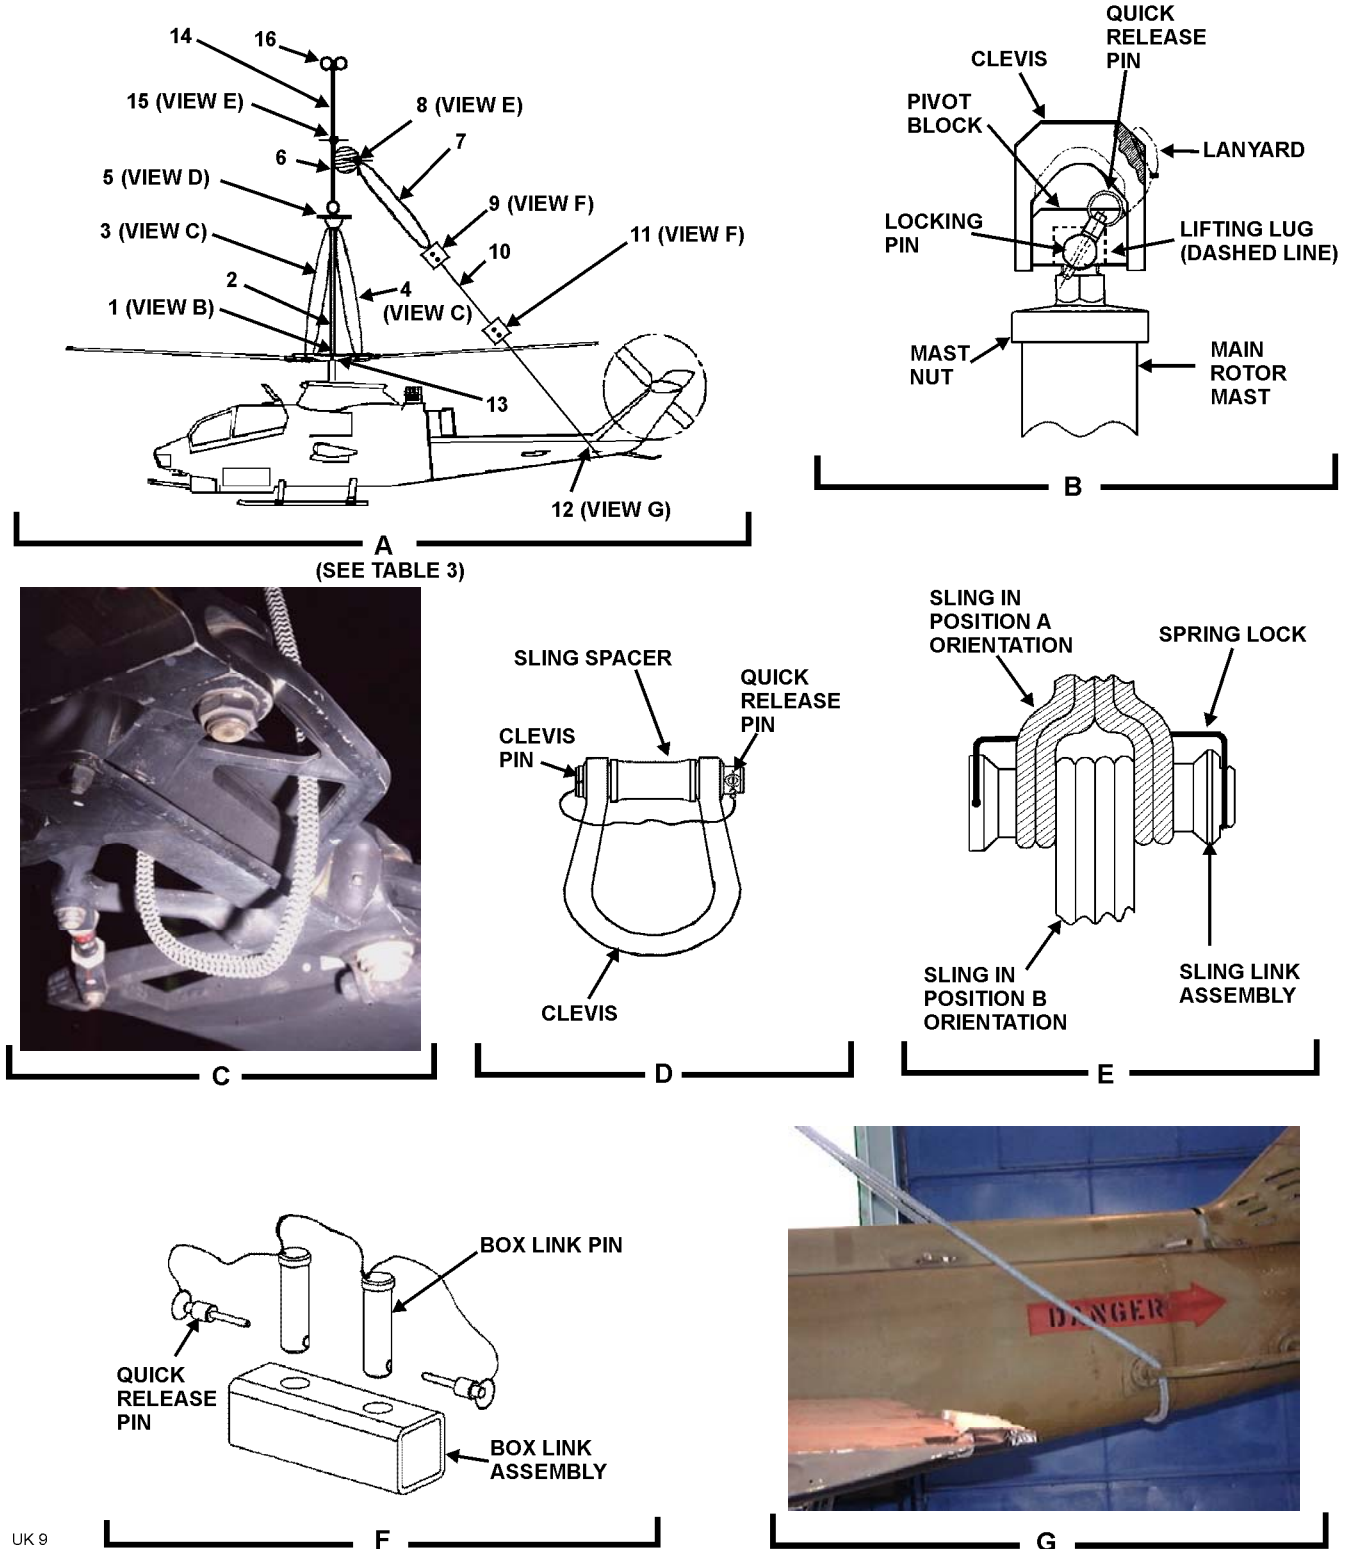 16
14
15 (VIEW E)
8 (VIEW E)
7
6
5 (VIEW D)
9 (VIEW F)
3 (VIEW C)
11 (VIEW F)
10
2
4
(VIEW C)
1 (VIEW B)
13
12 (VIEW G)
A
(SEE TABLE 3)
QUICK
RELEASE
PIN
CLEVIS
PIVOT
BLOCK
LANYARD
LOCKING
PIN
LIFTING LUG
(DASHED LINE)
MAST
NUT
MAIN
ROTOR
MAST
B
C
SLING SPACER
QUICK
RELEASE
PIN
CLEVIS
PIN
CLEVIS
D
SLING IN
POSITION A
ORIENTATION
SPRING LOCK
SLING IN
POSITION B
ORIENTATION
SLING LINK
ASSEMBLY
E
BOX LINK PIN
QUICK
RELEASE
PIN
BOX LINK
ASSEMBLY
F
DANGER
G
UK 9